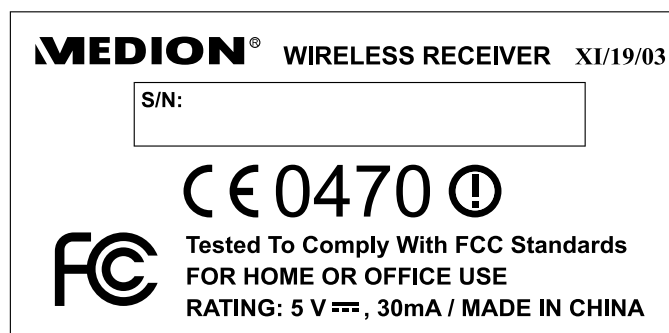 MEDION® WIRELESS RECEIVER XI/19/03
S/N:
CE 0470
FC Tested To Comply With FCC Standards
FOR HOME OR OFFICE USE
RATING: 5 V ⎓, 30mA / MADE IN CHINA